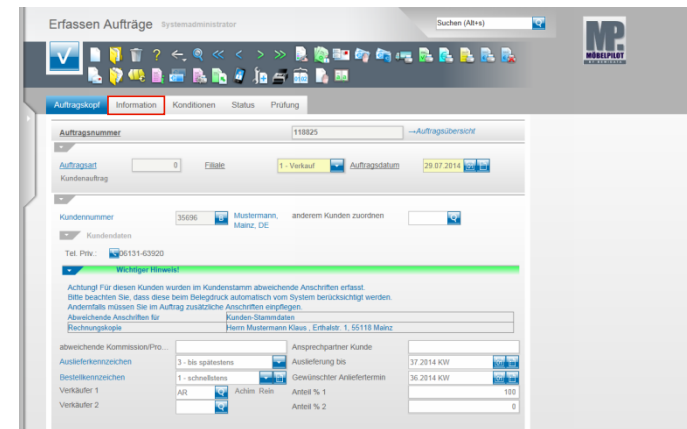 Erfassen Aufträge Systemadministrator
Suchen (Alt+s)
MP
MÖBELPILOT
Auftragskopf Information Konditionen Status Prüfung
Auftragsnummer 118825 →Auftragsübersicht
Auftragsart 0 Filiale 1 - Verkauf Auftragsdatum 29.07.2014
Kundenauftrag
Kundennummer 35696 Mustermann, Mainz, DE anderem Kunden zuordnen
Kundendaten
Tel. Priv.: 06131-63920
Wichtiger Hinweis!
Achtung! Für diesen Kunden wurden im Kundenstamm abweichende Anschriften erfasst.
Bitte beachten Sie, dass diese beim Belegdruck automatisch vom System berücksichtigt werden.
Andernfalls müssen Sie im Auftrag zusätzliche Anschriften einpflegen.
Abweichende Anschriften für Kunden-Stammdaten
Rechnungskopie Herrn Mustermann Klaus , Erthalstr. 1, 55118 Mainz
abweichende Kommission/Pro... Ansprechpartner Kunde
Auslieferkennzeichen 3 - bis spätestens Auslieferung bis 37.2014 KW
Bestellkennzeichen 1 - schnellstens Gewünschter Anliefertermin 36.2014 KW
Verkäufer 1 AR Achim Rein Anteil % 1 100
Verkäufer 2 Anteil % 2 0